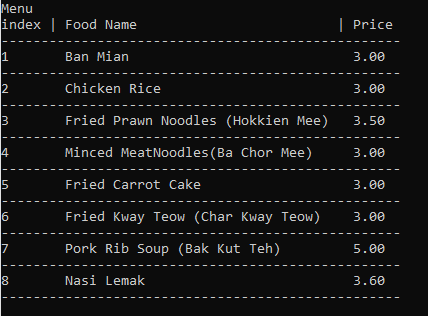 Menu
index | Food Name                         | Price
--------------------------------------------------
1       Ban Mian                            3.00
--------------------------------------------------
2       Chicken Rice                        3.00
--------------------------------------------------
3       Fried Prawn Noodles (Hokkien Mee)   3.50
--------------------------------------------------
4       Minced MeatNoodles(Ba Chor Mee)     3.00
--------------------------------------------------
5       Fried Carrot Cake                   3.00
--------------------------------------------------
6       Fried Kway Teow (Char Kway Teow)    3.00
--------------------------------------------------
7       Pork Rib Soup (Bak Kut Teh)         5.00
--------------------------------------------------
8       Nasi Lemak                          3.60
--------------------------------------------------